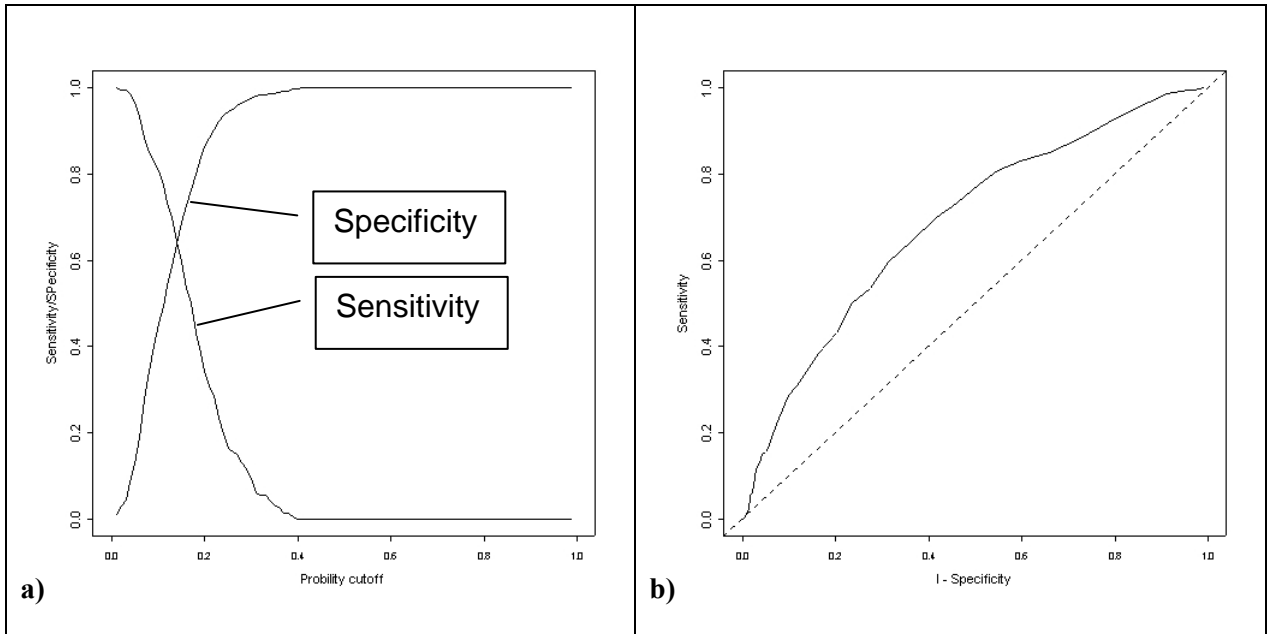 1.0
0.8
0.6
0.4
0.2
0.0
Sensitivity/SPecificity
Specificity
Sensitivity
0.0 0.2 0.4 0.6 0.8 1.0
Probility cutoff
a)
1.0
0.8
0.6
0.4
0.2
0.0
Sensitivity
0.0 0.2 0.4 0.6 0.8 1.0
I - Specificity
b)